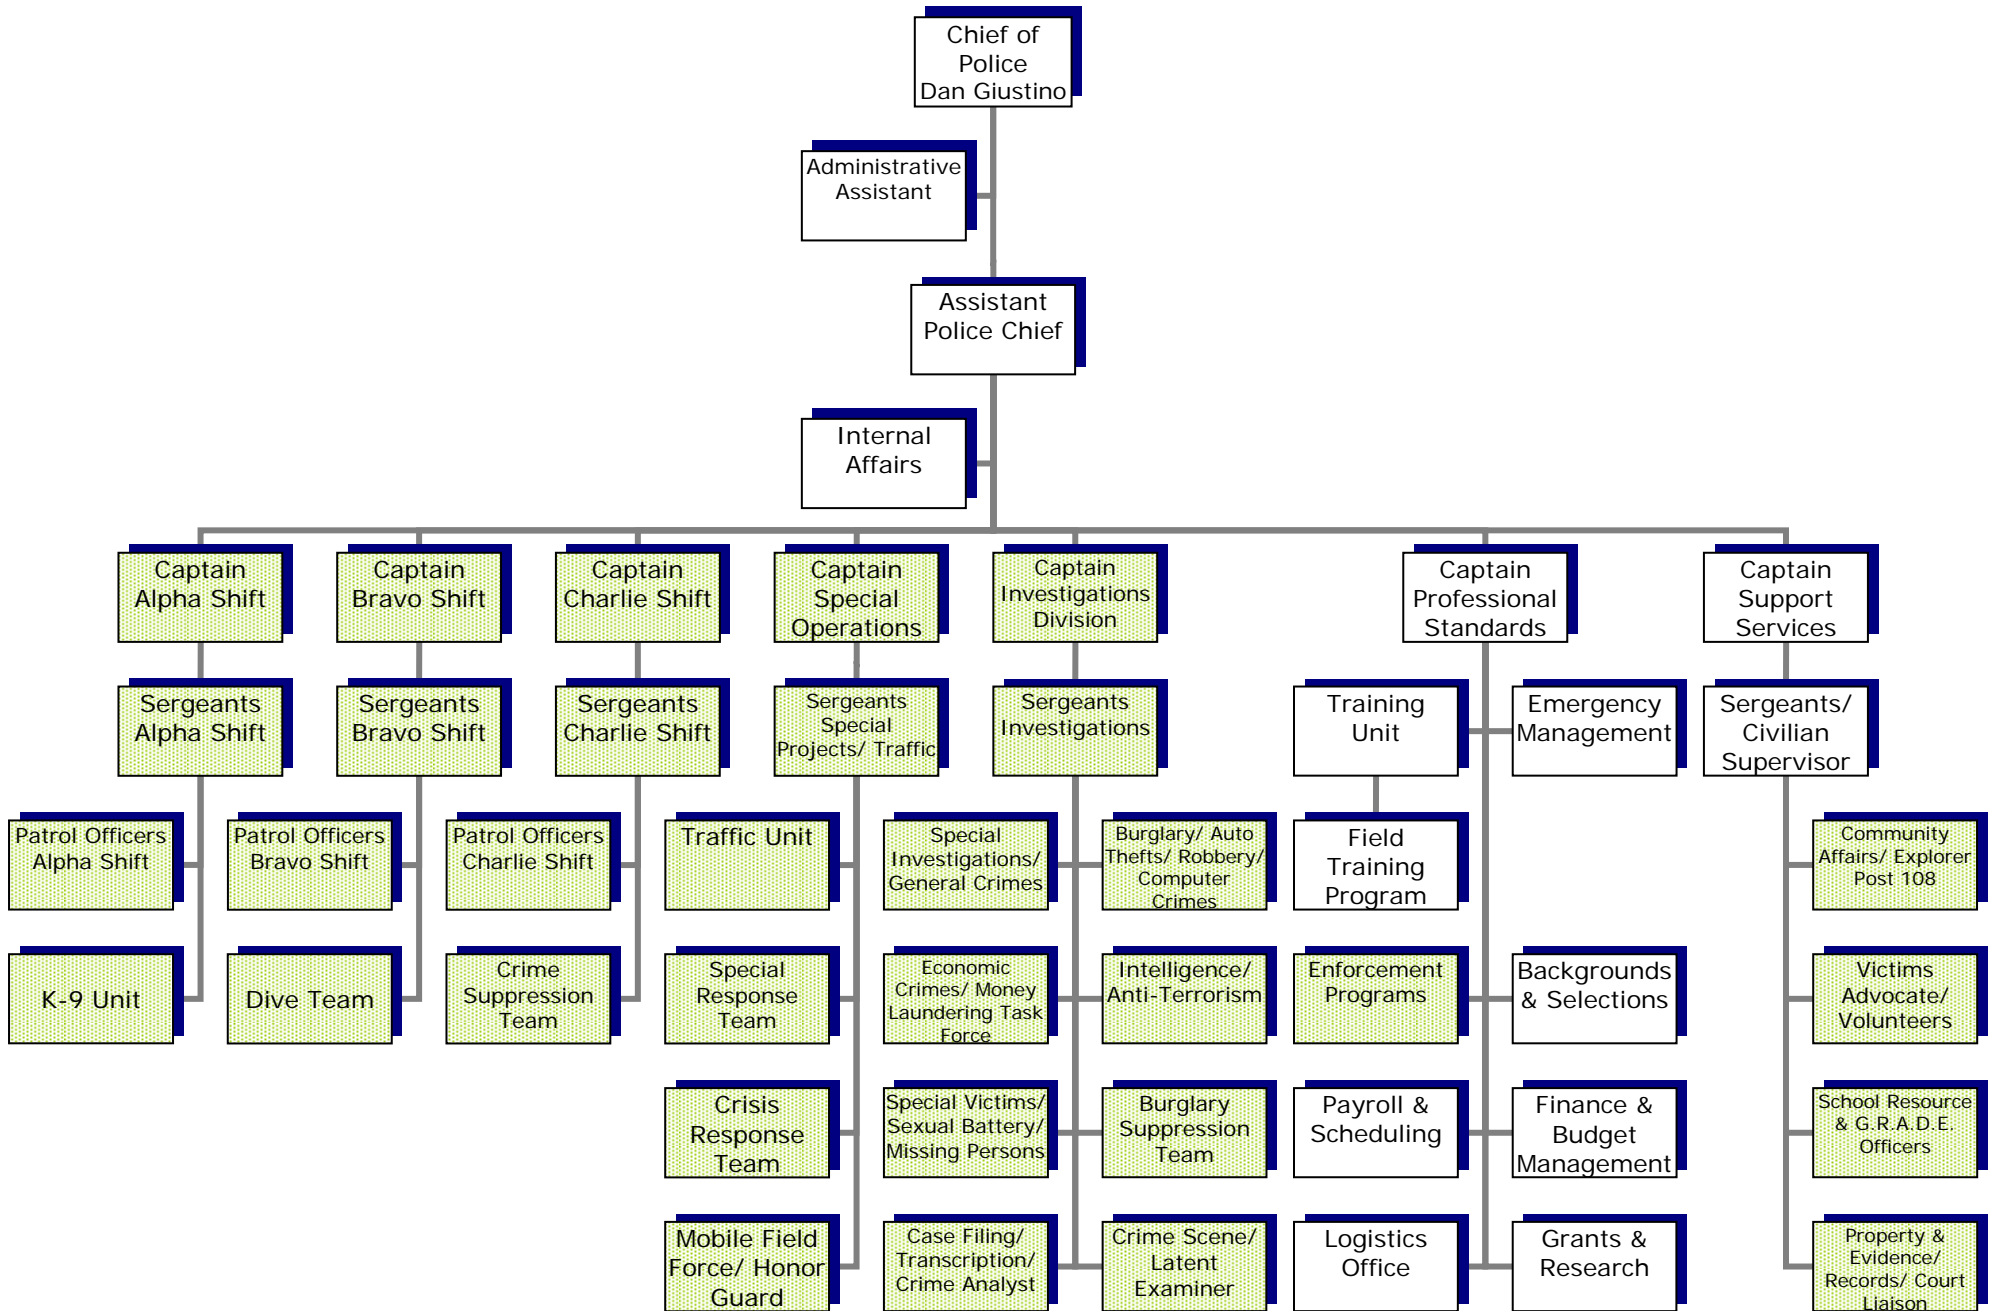 Chief of
Police
Dan Giustino
Administrative
Assistant
Assistant
Police Chief
Internal
Affairs
Captain
Alpha Shift
Captain
Bravo Shift
Captain
Charlie Shift
Captain
Special
Operations
Captain
Investigations
Division
Captain
Professional
Standards
Captain
Support
Services
Sergeants
Alpha Shift
Sergeants
Bravo Shift
Sergeants
Charlie Shift
Sergeants
Special
Projects/ Traffic
Sergeants
Investigations
Training
Unit
Emergency
Management
Sergeants/
Civilian
Supervisor
Patrol Officers
Alpha Shift
Patrol Officers
Bravo Shift
Patrol Officers
Charlie Shift
Traffic Unit
Special
Investigations/
General Crimes
Burglary/ Auto
Thefts/ Robbery/
Computer
Crimes
Field
Training
Program
Community
Affairs/ Explorer
Post 108
K-9 Unit
Dive Team
Crime
Suppression
Team
Special
Response
Team
Economic
Crimes/ Money
Laundering Task
Force
Intelligence/
Anti-Terrorism
Enforcement
Programs
Backgrounds
& Selections
Victims
Advocate/
Volunteers
Crisis
Response
Team
Special Victims/
Sexual Battery/
Missing Persons
Burglary
Suppression
Team
Payroll &
Scheduling
Finance &
Budget
Management
School Resource
& G.R.A.D.E.
Officers
Mobile Field
Force/ Honor
Guard
Case Filing/
Transcription/
Crime Analyst
Crime Scene/
Latent
Examiner
Logistics
Office
Grants &
Research
Property &
Evidence/
Records/ Court
Liaison